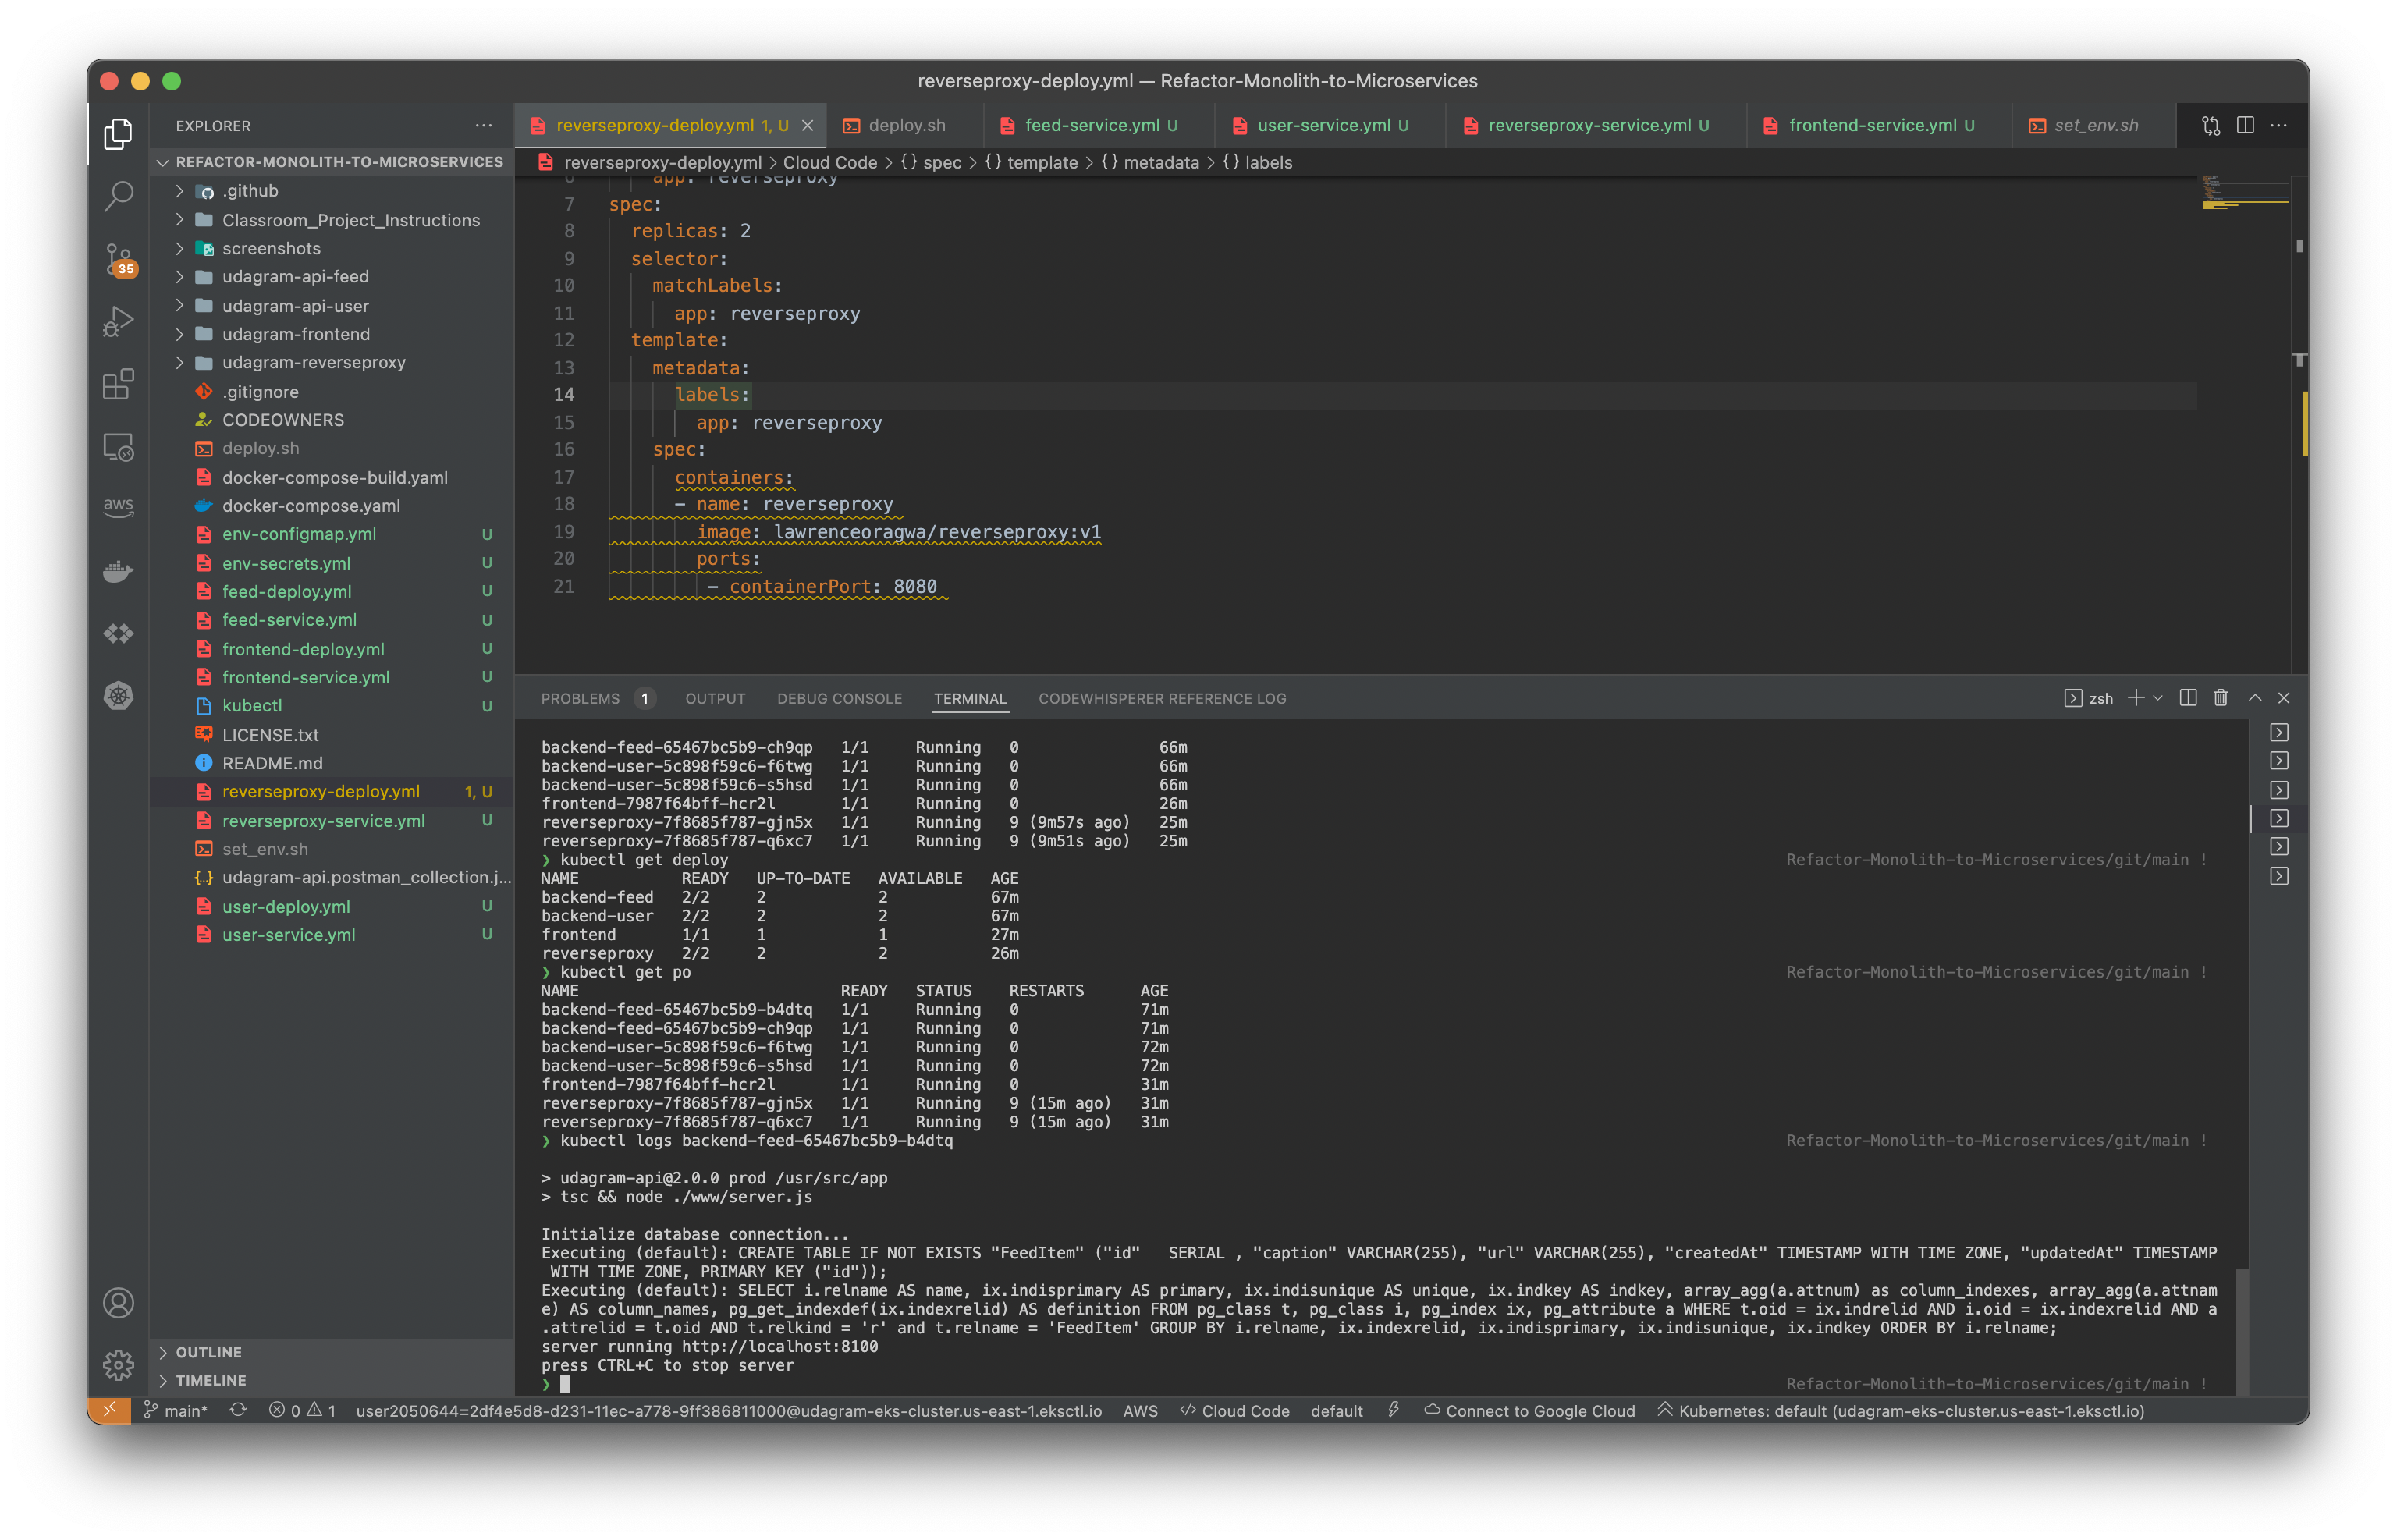 reverseproxy-deploy.yml — Refactor-Monolith-to-Microservices
EXPLORER
REFACTOR-MONOLITH-TO-MICROSERVICES
.github
Classroom_Project_Instructions
screenshots
udagram-api-feed
udagram-api-user
udagram-frontend
udagram-reverseproxy
.gitignore
CODEOWNERS
deploy.sh
docker-compose-build.yaml
docker-compose.yaml
env-configmap.yml U
env-secrets.yml U
feed-deploy.yml U
feed-service.yml U
frontend-deploy.yml U
frontend-service.yml U
kubectl U
LICENSE.txt
README.md
reverseproxy-deploy.yml 1, U
reverseproxy-service.yml U
set_env.sh
udagram-api.postman_collection.j...
user-deploy.yml U
user-service.yml U
OUTLINE
TIMELINE
35
aws
reverseproxy-deploy.yml 1, U deploy.sh feed-service.yml U user-service.yml U reverseproxy-service.yml U frontend-service.yml U set_env.sh
reverseproxy-deploy.yml > Cloud Code > {} spec > {} template > {} metadata > {} labels
6 app: reverseproxy
7 spec:
8 replicas: 2
9 selector:
10 matchLabels:
11 app: reverseproxy
12 template:
13 metadata:
14 labels:
15 app: reverseproxy
16 spec:
17 containers:
18 - name: reverseproxy
19 image: lawrenceoragwa/reverseproxy:v1
20 ports:
21 - containerPort: 8080
PROBLEMS 1 OUTPUT DEBUG CONSOLE TERMINAL CODEWHISPERER REFERENCE LOG zsh
backend-feed-65467bc5b9-ch9qp 1/1 Running 0 66m
backend-user-5c898f59c6-f6twg 1/1 Running 0 66m
backend-user-5c898f59c6-s5hsd 1/1 Running 0 66m
frontend-7987f64bff-hcr2l 1/1 Running 0 26m
reverseproxy-7f8685f787-gjn5x 1/1 Running 9 (9m57s ago) 25m
reverseproxy-7f8685f787-q6xc7 1/1 Running 9 (9m51s ago) 25m
❯ kubectl get deploy Refactor-Monolith-to-Microservices/git/main !
NAME READY UP-TO-DATE AVAILABLE AGE
backend-feed 2/2 2 2 67m
backend-user 2/2 2 2 67m
frontend 1/1 1 1 27m
reverseproxy 2/2 2 2 26m
❯ kubectl get po Refactor-Monolith-to-Microservices/git/main !
NAME READY STATUS RESTARTS AGE
backend-feed-65467bc5b9-b4dtq 1/1 Running 0 71m
backend-feed-65467bc5b9-ch9qp 1/1 Running 0 71m
backend-user-5c898f59c6-f6twg 1/1 Running 0 72m
backend-user-5c898f59c6-s5hsd 1/1 Running 0 72m
frontend-7987f64bff-hcr2l 1/1 Running 0 31m
reverseproxy-7f8685f787-gjn5x 1/1 Running 9 (15m ago) 31m
reverseproxy-7f8685f787-q6xc7 1/1 Running 9 (15m ago) 31m
❯ kubectl logs backend-feed-65467bc5b9-b4dtq Refactor-Monolith-to-Microservices/git/main !
> udagram-api@2.0.0 prod /usr/src/app
> tsc && node ./www/server.js
Initialize database connection...
Executing (default): CREATE TABLE IF NOT EXISTS "FeedItem" ("id" SERIAL , "caption" VARCHAR(255), "url" VARCHAR(255), "createdAt" TIMESTAMP WITH TIME ZONE, "updatedAt" TIMESTAMP
WITH TIME ZONE, PRIMARY KEY ("id"));
Executing (default): SELECT i.relname AS name, ix.indisprimary AS primary, ix.indisunique AS unique, ix.indkey AS indkey, array_agg(a.attnum) as column_indexes, array_agg(a.attnam
e) AS column_names, pg_get_indexdef(ix.indexrelid) AS definition FROM pg_class t, pg_class i, pg_index ix, pg_attribute a WHERE t.oid = ix.indrelid AND i.oid = ix.indexrelid AND a
.attrelid = t.oid AND t.relkind = 'r' and t.relname = 'FeedItem' GROUP BY i.relname, ix.indexrelid, ix.indisprimary, ix.indisunique, ix.indkey ORDER BY i.relname;
server running http://localhost:8100
press CTRL+C to stop server
❯ Refactor-Monolith-to-Microservices/git/main !
main* 0 1 user2050644=2df4e5d8-d231-11ec-a778-9ff386811000@udagram-eks-cluster.us-east-1.eksctl.io AWS </> Cloud Code default Connect to Google Cloud Kubernetes: default (udagram-eks-cluster.us-east-1.eksctl.io)